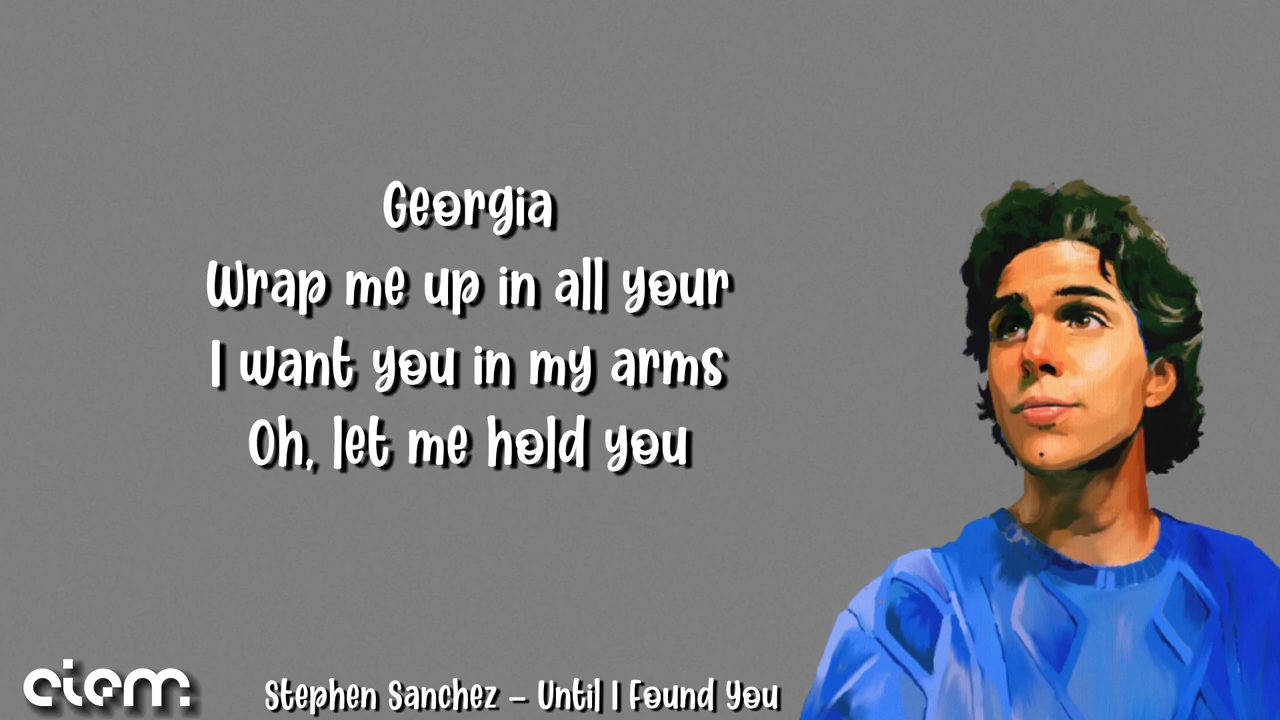 Georgia
Wrap me up in all your
I want you in my arms
Oh, let me hold you
eiem.
Stephen Sanchez – Until I Found You